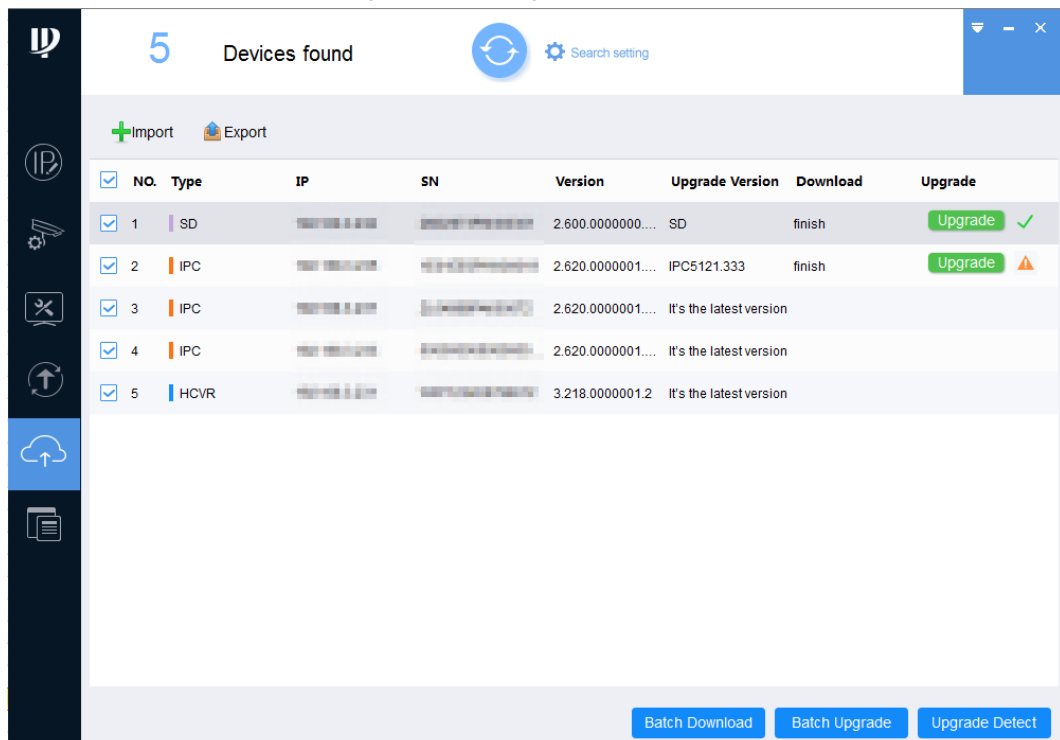 5 Devices found Search setting
Import Export
NO. Type IP SN Version Upgrade Version Download Upgrade
1 SD 2.600.0000000.... SD finish Upgrade
2 IPC 2.620.0000001.... IPC5121.333 finish Upgrade
3 IPC 2.620.0000001.... It's the latest version
4 IPC 2.620.0000001.... It's the latest version
5 HCVR 3.218.0000001.2 It's the latest version
Batch Download Batch Upgrade Upgrade Detect